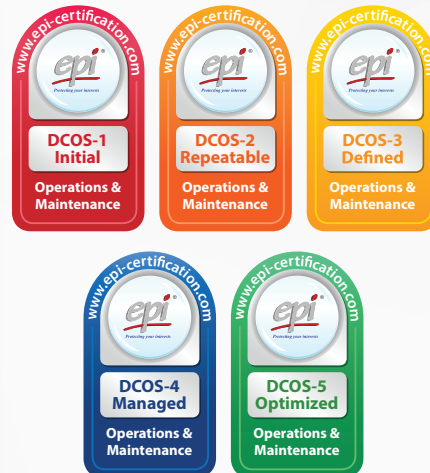 www.epi-certification.com
epi®
Protecting your interests
DCOS-1
Initial
Operations &
Maintenance
www.epi-certification.com
epi®
Protecting your interests
DCOS-2
Repeatable
Operations &
Maintenance
www.epi-certification.com
epi®
Protecting your interests
DCOS-3
Defined
Operations &
Maintenance
www.epi-certification.com
epi®
Protecting your interests
DCOS-4
Managed
Operations &
Maintenance
www.epi-certification.com
epi®
Protecting your interests
DCOS-5
Optimized
Operations &
Maintenance